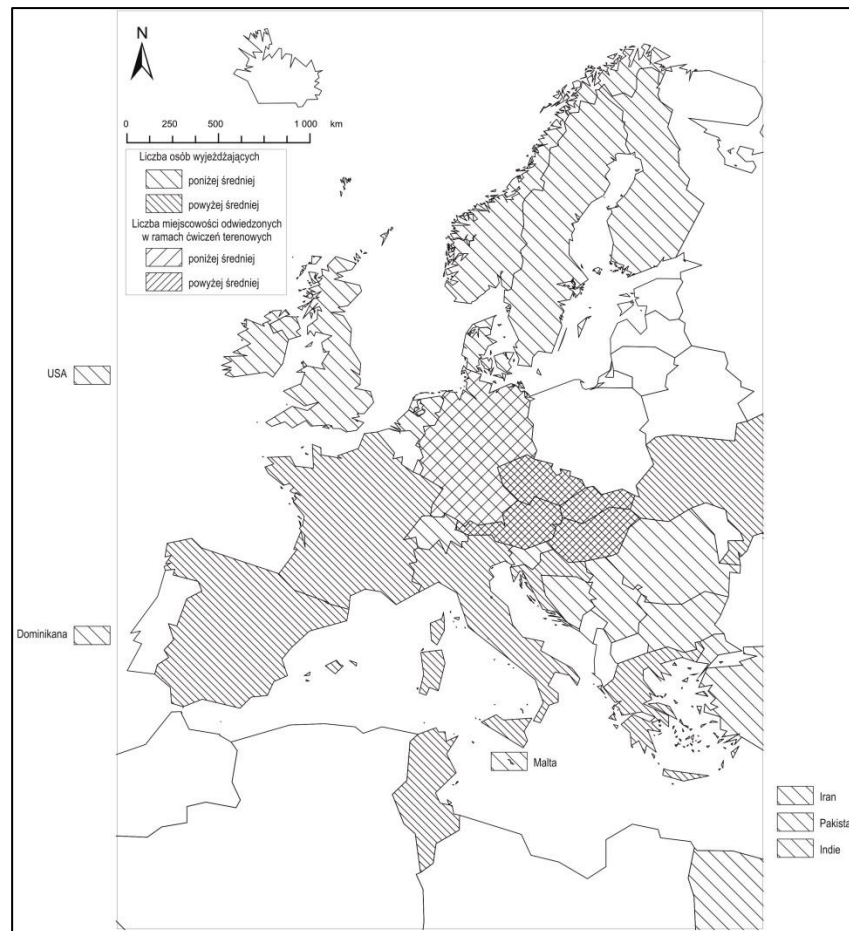 N
0 250 500 1 000 km
Liczba osób wyjeżdżających
poniżej średniej
powyżej średniej
Liczba miejscowości odwiedzonych
w ramach ćwiczeń terenowych
poniżej średniej
powyżej średniej
USA
Dominikana
Malta
Iran
Pakista
Indie